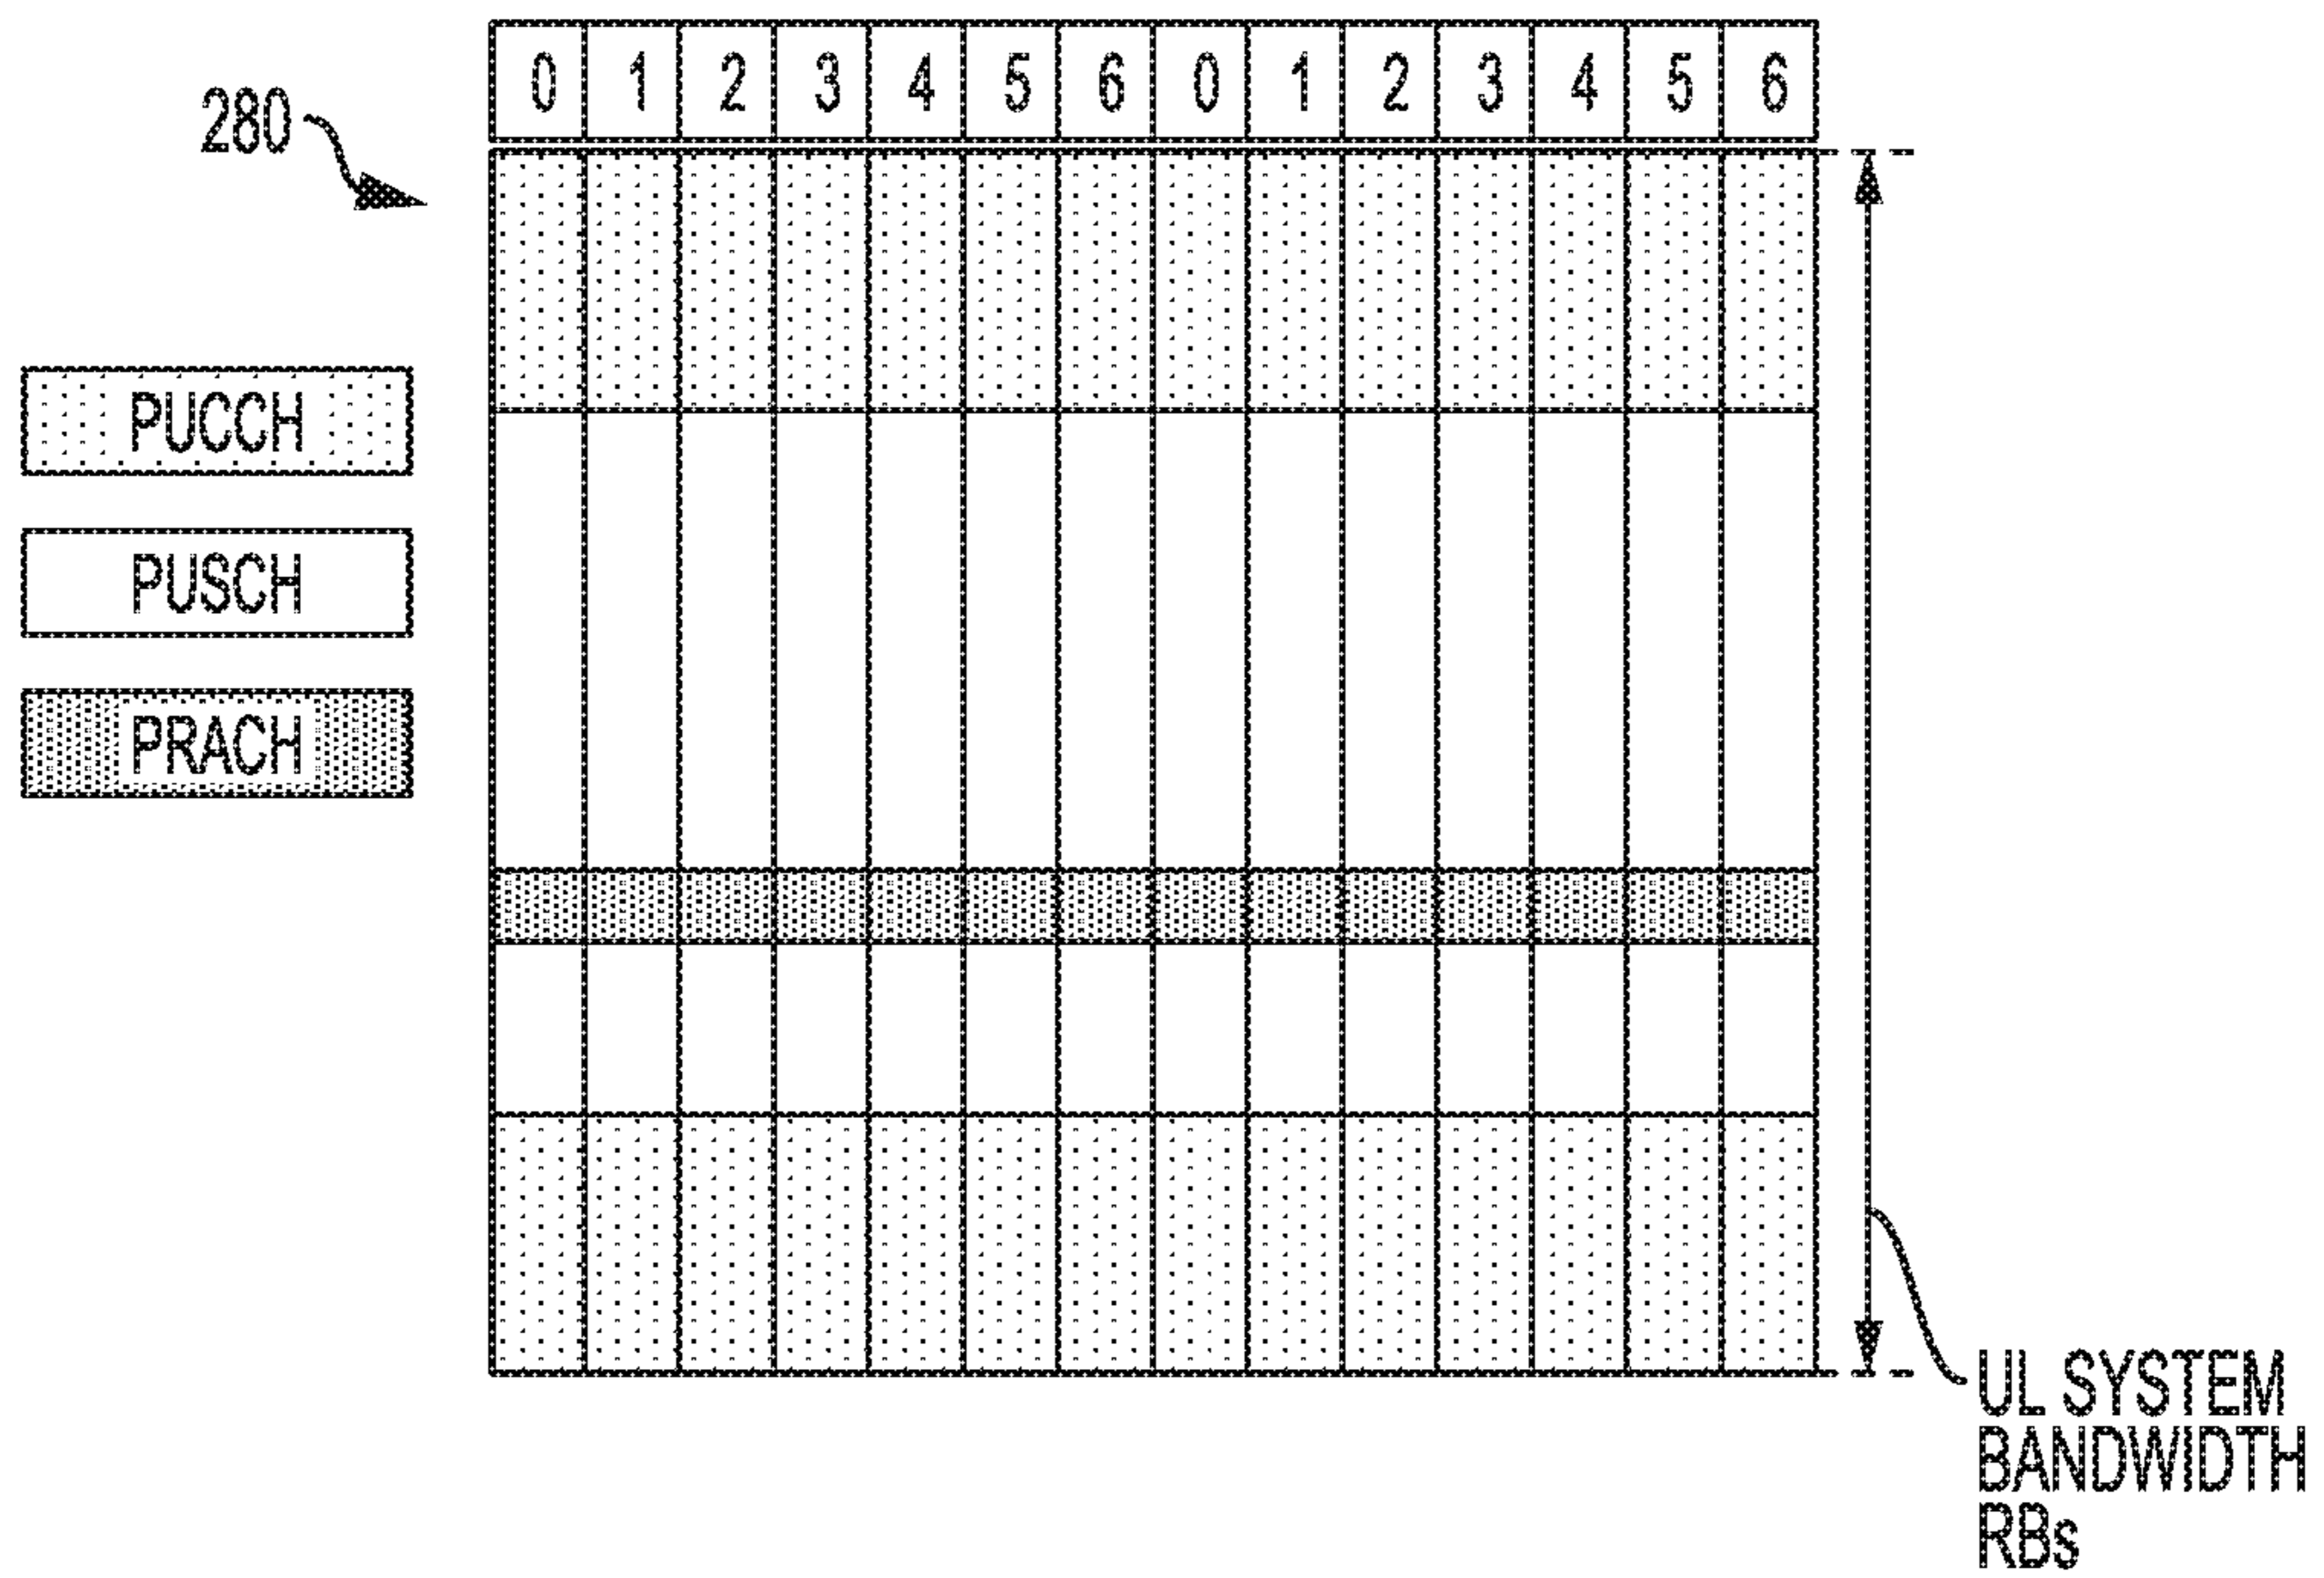 0 1 2 3 4 5 6 0 1 2 3 4 5 6
280
PUCCH
PUSCH
PRACH
UL SYSTEM
BANDWIDTH
RBs